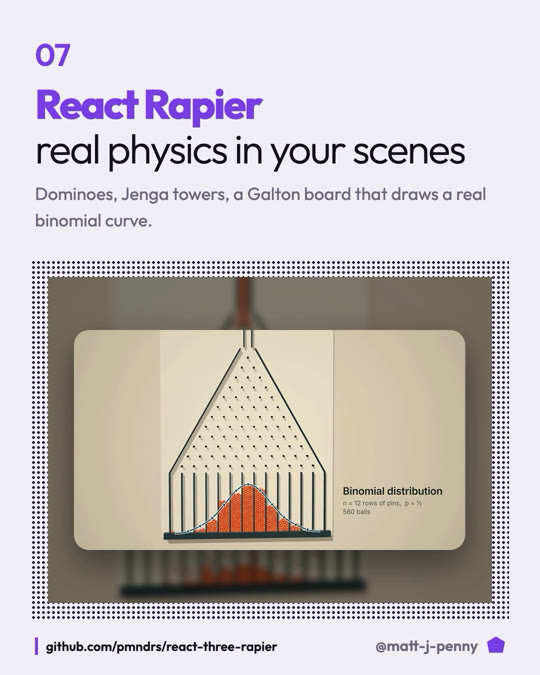 07
React Rapier
real physics in your scenes
Dominoes, Jenga towers, a Galton board that draws a real
binomial curve.
Binomial distribution
n = 12 rows of pins, p = ½
560 balls
github.com/pmndrs/react-three-rapier
@matt-j-penny